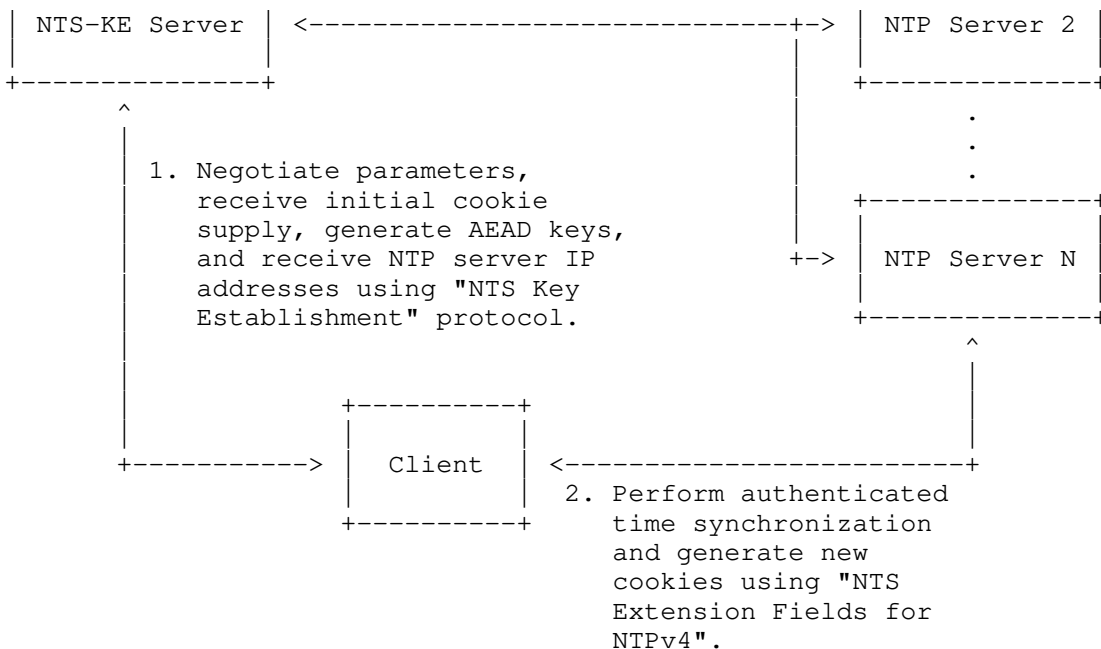 NTS-KE Server
NTP Server 2
1. Negotiate parameters,
receive initial cookie
supply, generate AEAD keys,
and receive NTP server IP
addresses using "NTS Key
Establishment" protocol.
NTP Server N
Client
2. Perform authenticated
time synchronization
and generate new
cookies using "NTS
Extension Fields for
NTPv4".